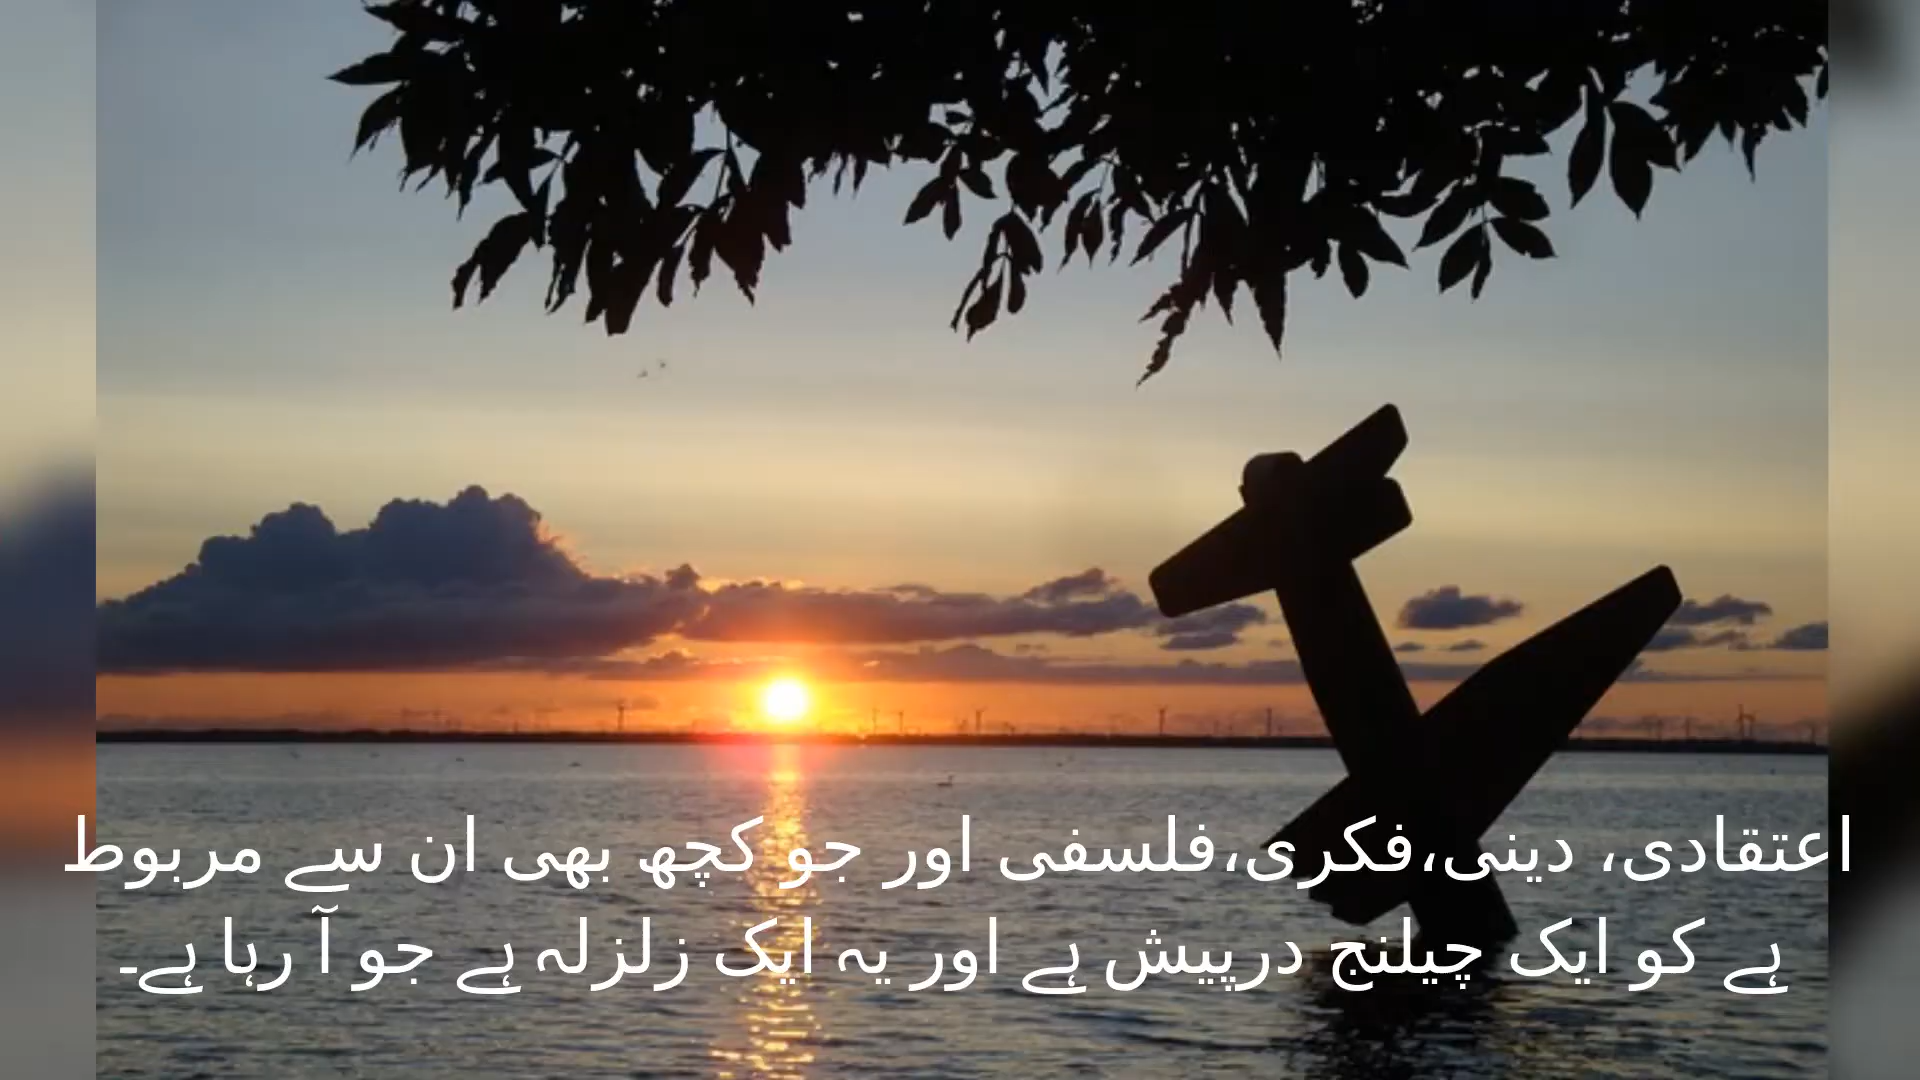 اعتقادی، دینی،فکری،فلسفی اور جو کچھ بھی ان سے مربوط
ہے کو ایک چیلنج درپیش ہے اور یہ ایک زلزلہ ہے جو آ رہا ہے۔